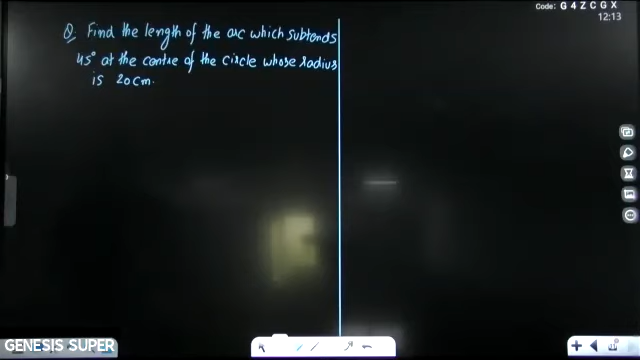 Code: G4ZCGX
12:13
Q. Find the length of the arc which subtends
45° at the centre of the circle whose radius
is 20cm.
GENESIS SUPER